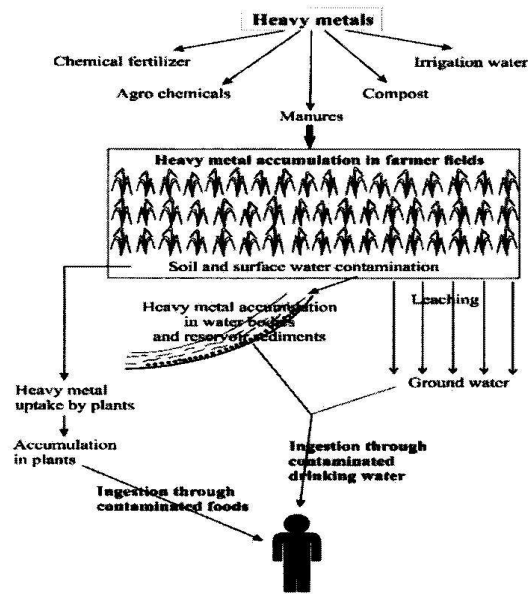 Heavy metals
Chemical fertilizer
Irrigation water
Agro chemicals
Compost
Manures
Heavy metal accumulation in farmer fields
Soil and surface water contamination
Heavy metal accumulation
in water bodies
and reservoir sediments
Leaching
Heavy metal
uptake by plants
Ground water
Accumulation
in plants
Ingestion through
contaminated
drinking water
Ingestion through
contaminated foods